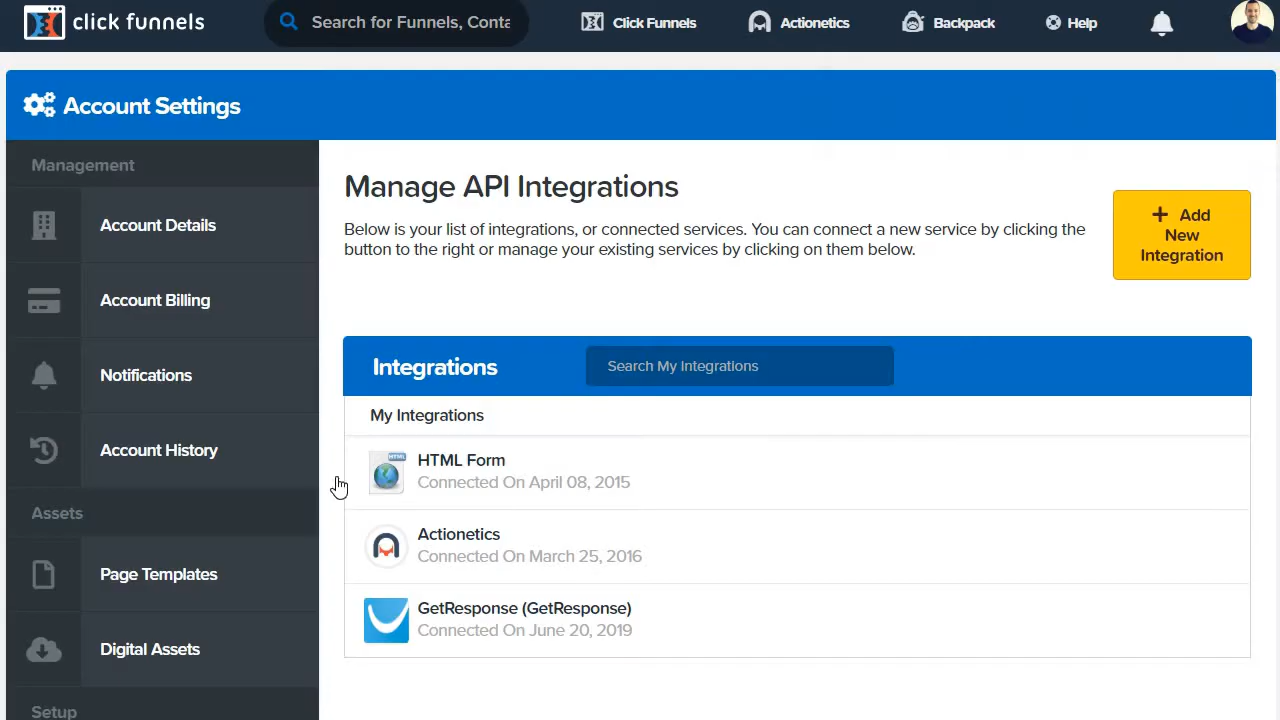 click funnels
Search for Funnels, Conta
Click Funnels
Actionetics
Backpack
Help
Account Settings
Management
Account Details
Account Billing
Notifications
Account History
Assets
Page Templates
Digital Assets
Setup
Manage API Integrations
Below is your list of integrations, or connected services. You can connect a new service by clicking the
button to the right or manage your existing services by clicking on them below.
+ Add
New
Integration
Integrations
Search My Integrations
My Integrations
HTML
HTML Form
Connected On April 08, 2015
Actionetics
Connected On March 25, 2016
GetResponse (GetResponse)
Connected On June 20, 2019